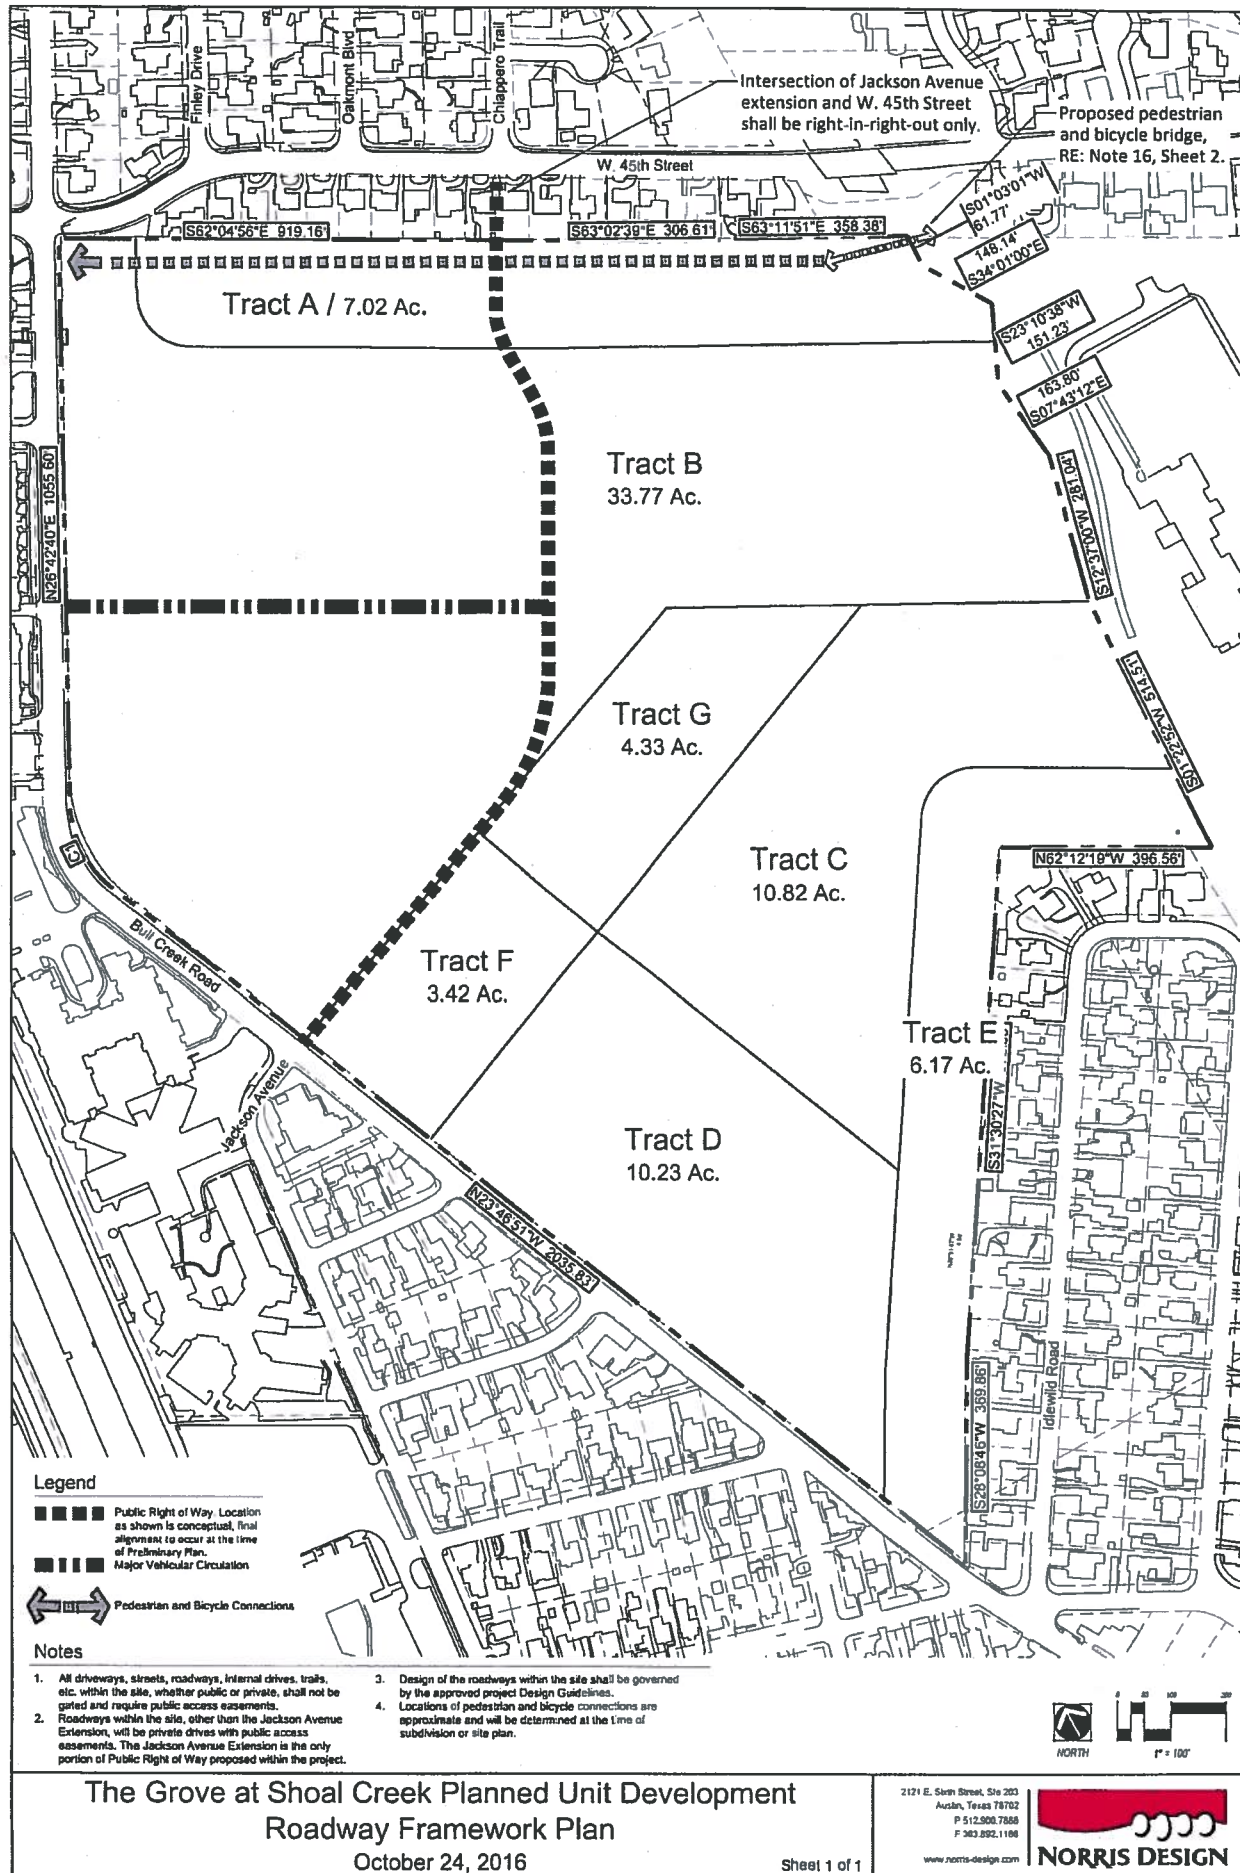 Finley Drive
Oakmont Blvd
Chiappero Trail
Intersection of Jackson Avenue
extension and W. 45th Street
shall be right-in-right-out only.
Proposed pedestrian
and bicycle bridge,
RE: Note 16, Sheet 2.
W. 45th Street
S01°03'01"W
61.77'
S62°04'56"E 919.16'
S63°02'39"E 306.61'
S63°11'51"E 358.38'
148.14'
S34°01'00"E
Tract A / 7.02 Ac.
S23°10'38"W
151.23'
163.80'
S07°43'12"E
Tract B
33.77 Ac.
N26°42'40"E 1055.60'
S12°37'00"W 281.04'
S01°22'52"W 514.51'
Tract G
4.33 Ac.
C1
Tract C
10.82 Ac.
N62°12'19"W 396.56'
Bull Creek Road
Tract F
3.42 Ac.
Tract E
6.17 Ac.
S31°30'27"W
Jackson Avenue
Tract D
10.23 Ac.
N23°46'51"W 2035.83'
Idlewild Road
S28°08'46"W 369.86'
Legend
Public Right of Way. Location
as shown is conceptual, final
alignment to occur at the time
of Preliminary Plan.
Major Vehicular Circulation
Pedestrian and Bicycle Connections
Notes
1. All driveways, streets, roadways, internal drives, trails,
etc. within the site, whether public or private, shall not be
gated and require public access easements.
2. Roadways within the site, other than the Jackson Avenue
Extension, will be private drives with public access
easements. The Jackson Avenue Extension is the only
portion of Public Right of Way proposed within the project.
3. Design of the roadways within the site shall be governed
by the approved project Design Guidelines.
4. Locations of pedestrian and bicycle connections are
approximate and will be determined at the time of
subdivision or site plan.
NORTH
0 50 100 200
1" = 100'
The Grove at Shoal Creek Planned Unit Development
Roadway Framework Plan
October 24, 2016
Sheet 1 of 1
2121 E. Sixth Street, Ste 203
Austin, Texas 78702
P 512.900.7888
F 303.892.1186
www.norris-design.com
NORRIS DESIGN